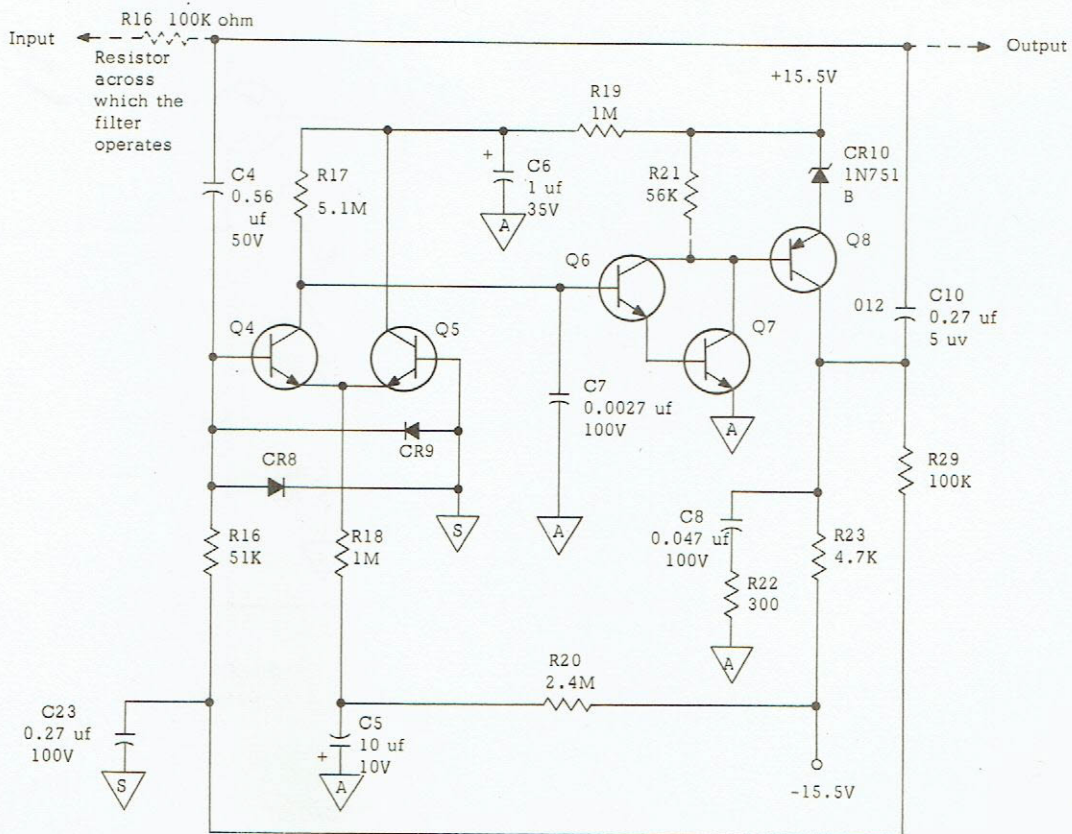 R16 100K ohm
Input
Output
Resistor
across
which the
filter
operates
+15.5V
R19
1M
C4
0.56
uf
50V
R17
5.1M
+
C6
1 uf
35V
A
R21
56K
CR10
1N751
B
Q6
Q8
012
C10
0.27 uf
5 uv
Q4
Q5
Q7
C7
0.0027 uf
100V
A
CR9
CR8
S
A
R29
100K
R16
51K
R18
1M
C8
0.047 uf
100V
R23
4.7K
R22
300
A
R20
2.4M
C23
0.27 uf
100V
S
C5
10 uf
10V
+
A
-15.5V